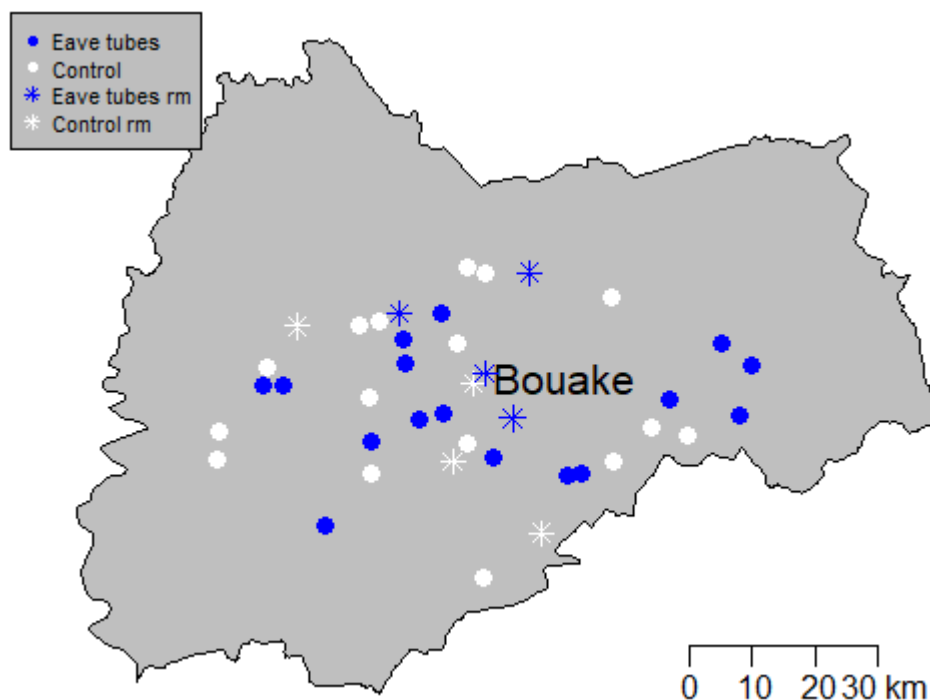 Eave tubes
Control
Eave tubes rm
Control rm
Bouake
0 10 20 30 km